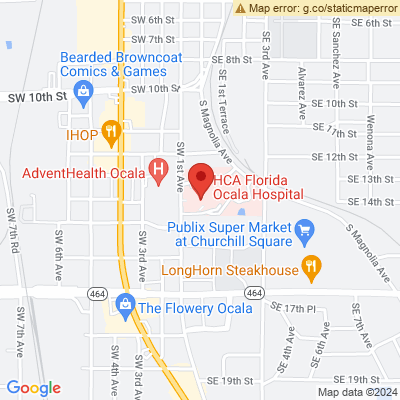 Map error: g.co/staticmaperror
SW 6th St
SW 7th St
SE 8th St
SE 3rd Ave
SE Sanchez Ave
Bearded Browncoat
Comics & Games
SW 10th St
SW 10th St
SE 1st Terrace
Alvarez Ave
SE 10th St
S Magnolia Ave
SE 11th St
Wenona Ave
IHOP
SW 1st Ave
SE 12th St
AdventHealth Ocala
H
HCA Florida
Ocala Hospital
SE 13th St
SE 14th St
SW 7th Rd
SW 6th Ave
SW 3rd Ave
Publix Super Market
at Churchill Square
S Magnolia Ave
LongHorn Steakhouse
464
464
The Flowery Ocala
SE 17th Pl
SW 7th Ave
SW 4th Ave
SW 3rd Ave
SE 4th Ave
SE 6th Ave
SE 7th Ave
SE 19th St
SE 19th St
Google
Map data ©2024